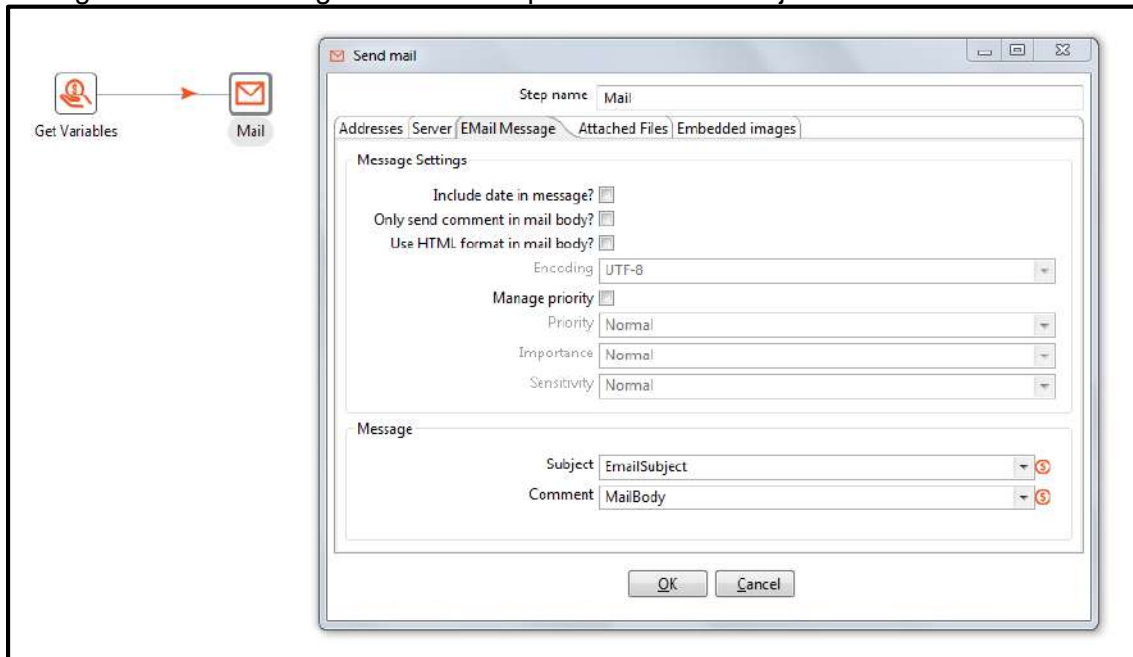 Send mail
Step name Mail
Get Variables
Mail
Addresses Server EMail Message Attached Files Embedded images
Message Settings
Include date in message?
Only send comment in mail body?
Use HTML format in mail body?
Encoding UTF-8
Manage priority
Priority Normal
Importance Normal
Sensitivity Normal
Message
Subject EmailSubject
Comment MailBody
OK Cancel